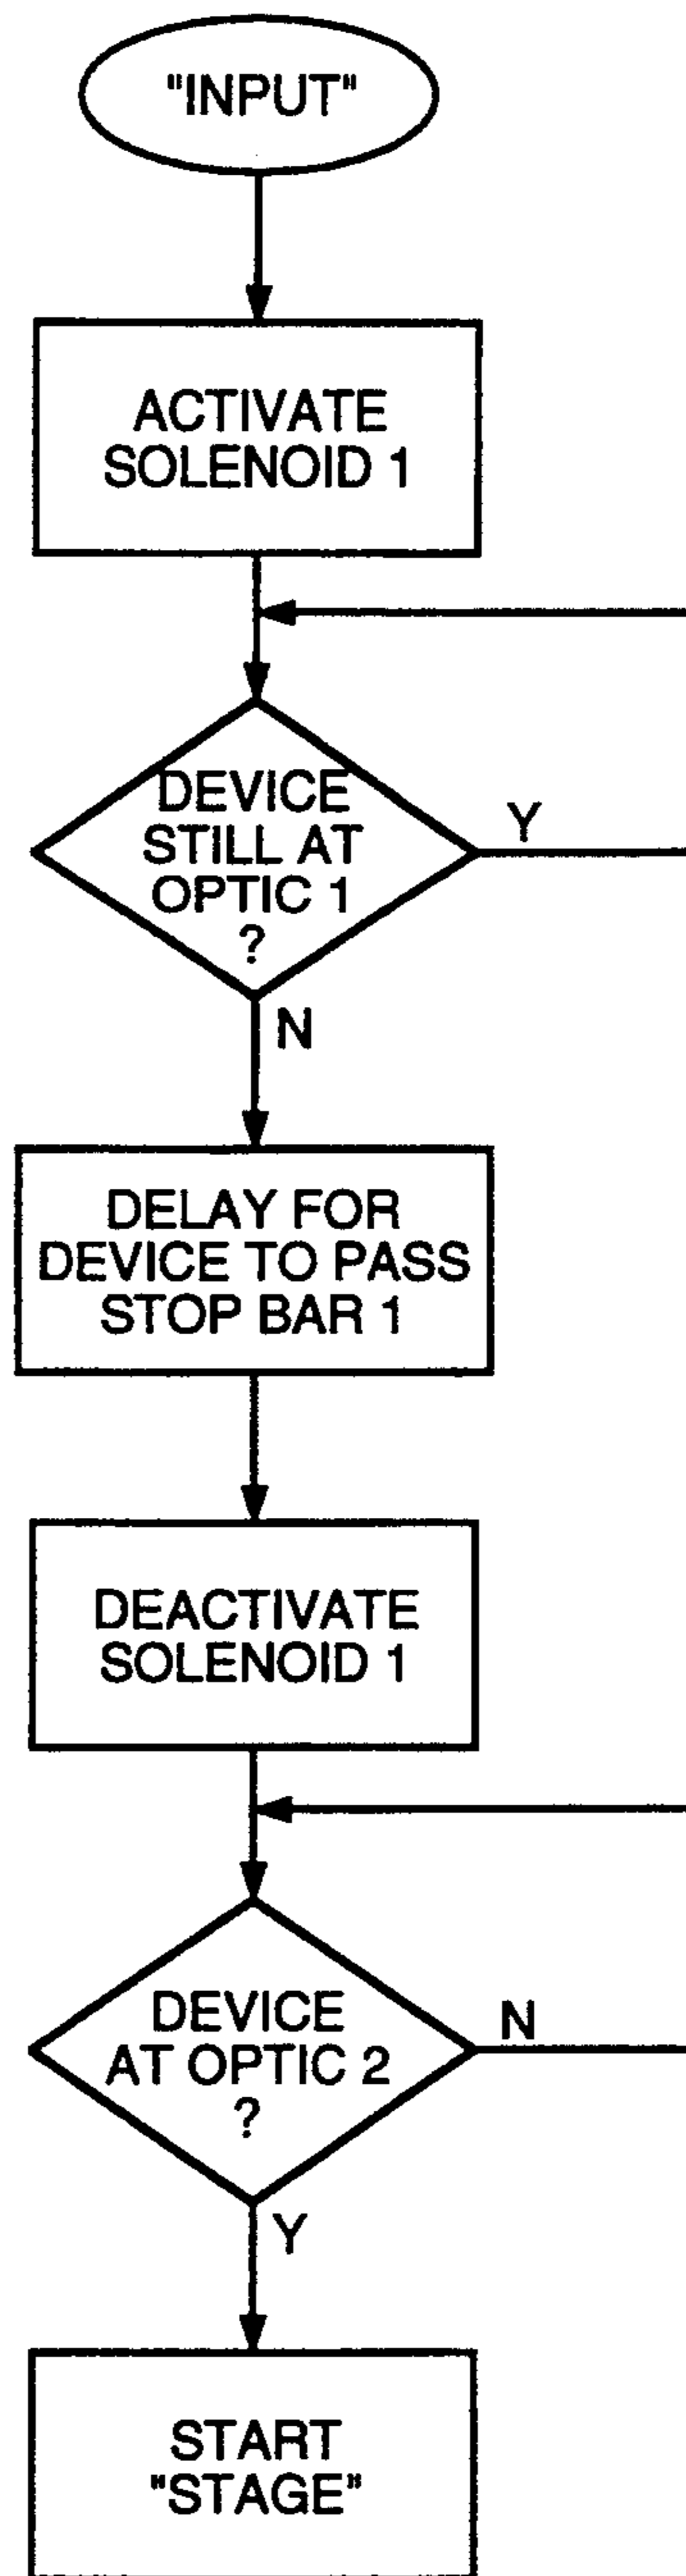 "INPUT"
ACTIVATE
SOLENOID 1
DEVICE
STILL AT
OPTIC 1
?
Y
N
DELAY FOR
DEVICE TO PASS
STOP BAR 1
DEACTIVATE
SOLENOID 1
DEVICE
AT OPTIC 2
?
N
Y
START
"STAGE"